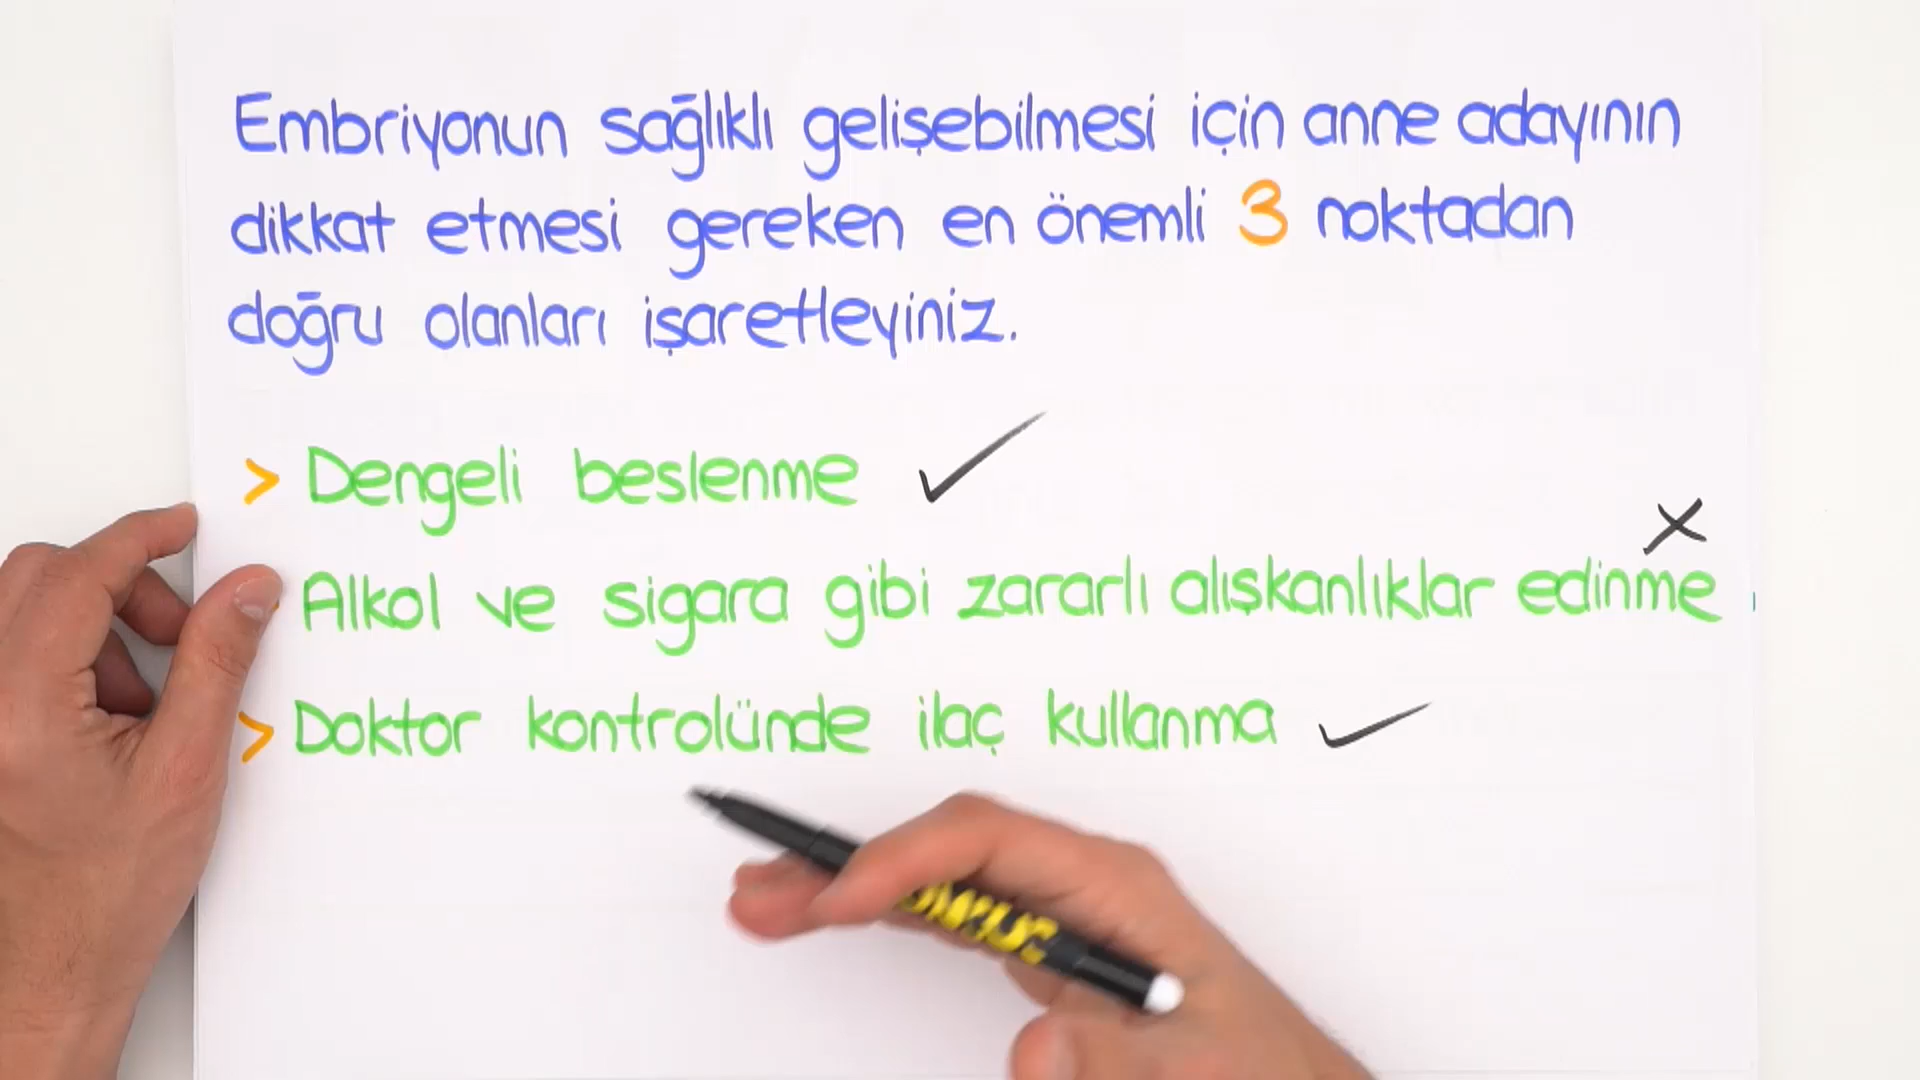 Embriyonun sağlıklı gelişebilmesi için anne adayının
dikkat etmesi gereken en önemli 3 noktadan
doğru olanları işaretleyiniz.
> Dengeli beslenme ✓
X
Alkol ve sigara gibi zararlı alışkanlıklar edinme
> Doktor kontrolünde ilaç kullanma ✓